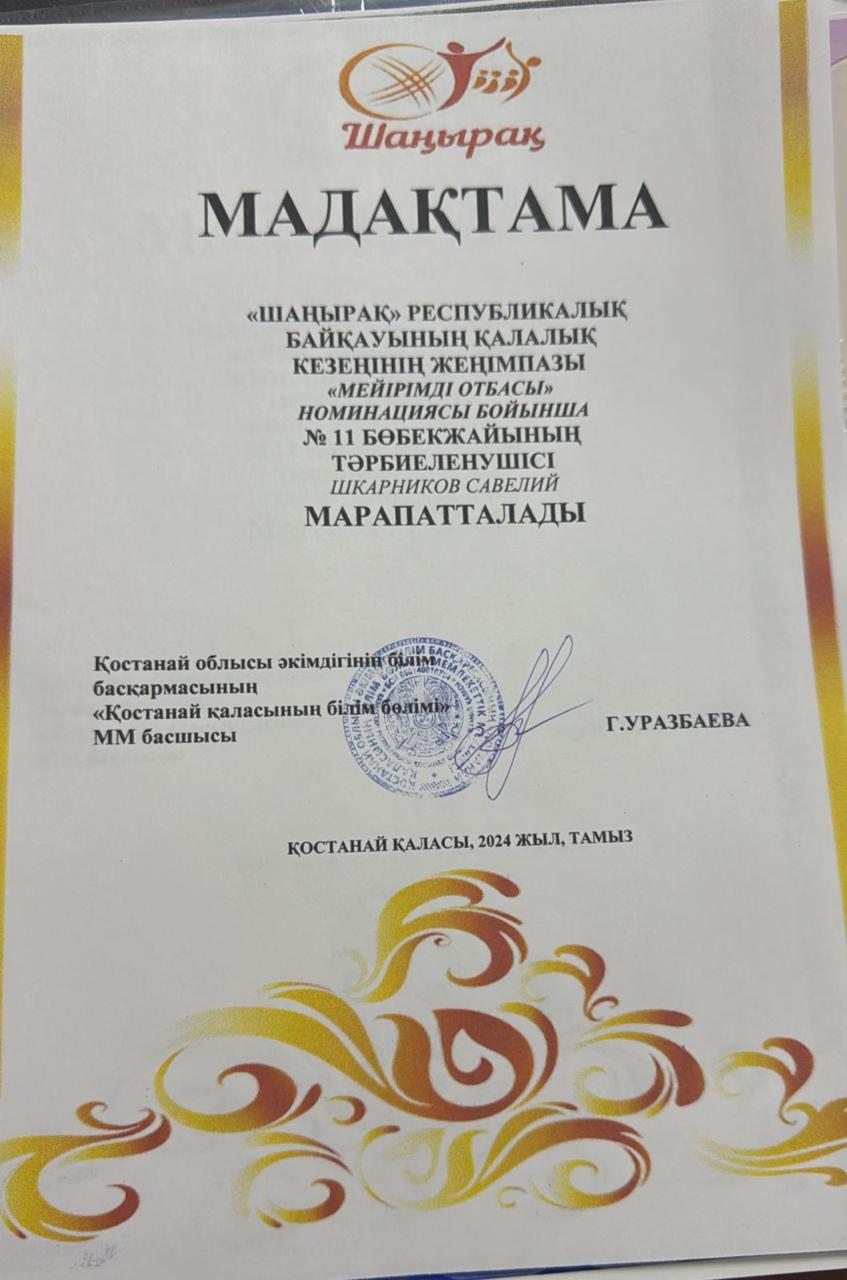 Шаңырақ
МАДАҚТАМА
«ШАҢЫРАҚ» РЕСПУБЛИКАЛЫҚ
БАЙҚАУЫНЫҢ ҚАЛАЛЫҚ
КЕЗЕҢІНІҢ ЖЕҢІМПАЗЫ
«МЕЙІРІМДІ ОТБАСЫ»
НОМИНАЦИЯСЫ БОЙЫНША
№ 11 БӨБЕКЖАЙЫНЫҢ
ТӘРБИЕЛЕНУШІСІ
ШКАРНИКОВ САВЕЛИЙ
МАРАПАТТАЛАДЫ
Қостанай облысы әкімдігінің білім
басқармасының
«Қостанай қаласының білім бөлімі»
ММ басшысы
Г.УРАЗБАЕВА
ҚОСТАНАЙ ҚАЛАСЫ, 2024 ЖЫЛ, ТАМЫЗ